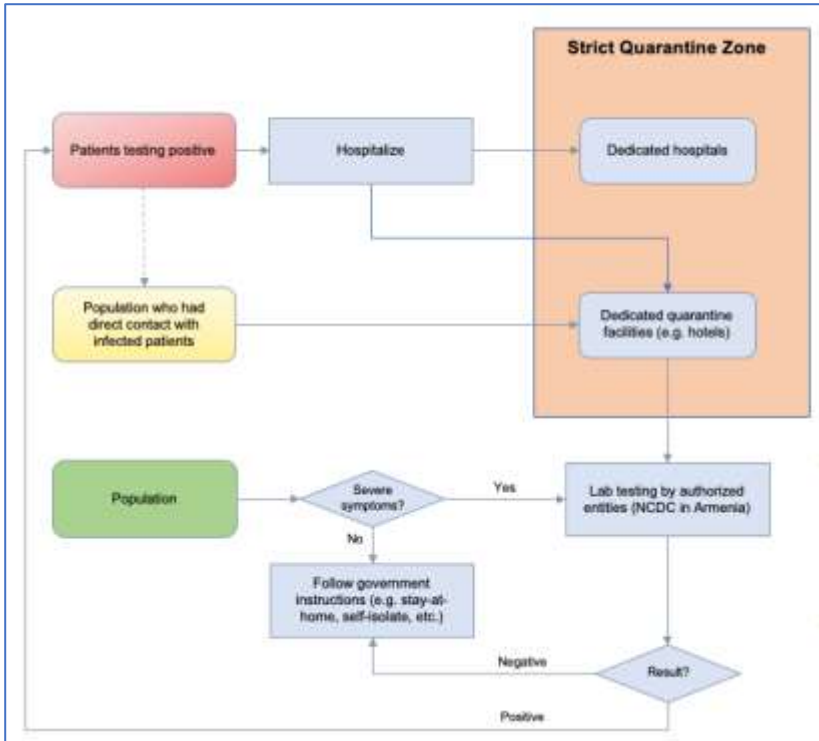 Strict Quarantine Zone
Patients testing positive
Hospitalize
Dedicated hospitals
Population who had
direct contact with
infected patients
Dedicated quarantine
facilities (e.g. hotels)
Population
Severe
symptoms?
Yes
Lab testing by authorized
entities (NCDC in Armenia)
No
Follow government
instructions (e.g. stay-at-
home, self-isolate, etc.)
Negative
Result?
Positive